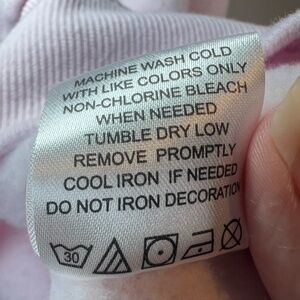 MACHINE WASH COLD
WITH LIKE COLORS ONLY
NON-CHLORINE BLEACH
WHEN NEEDED
TUMBLE DRY LOW
REMOVE PROMPTLY
COOL IRON IF NEEDED
DO NOT IRON DECORATION
30